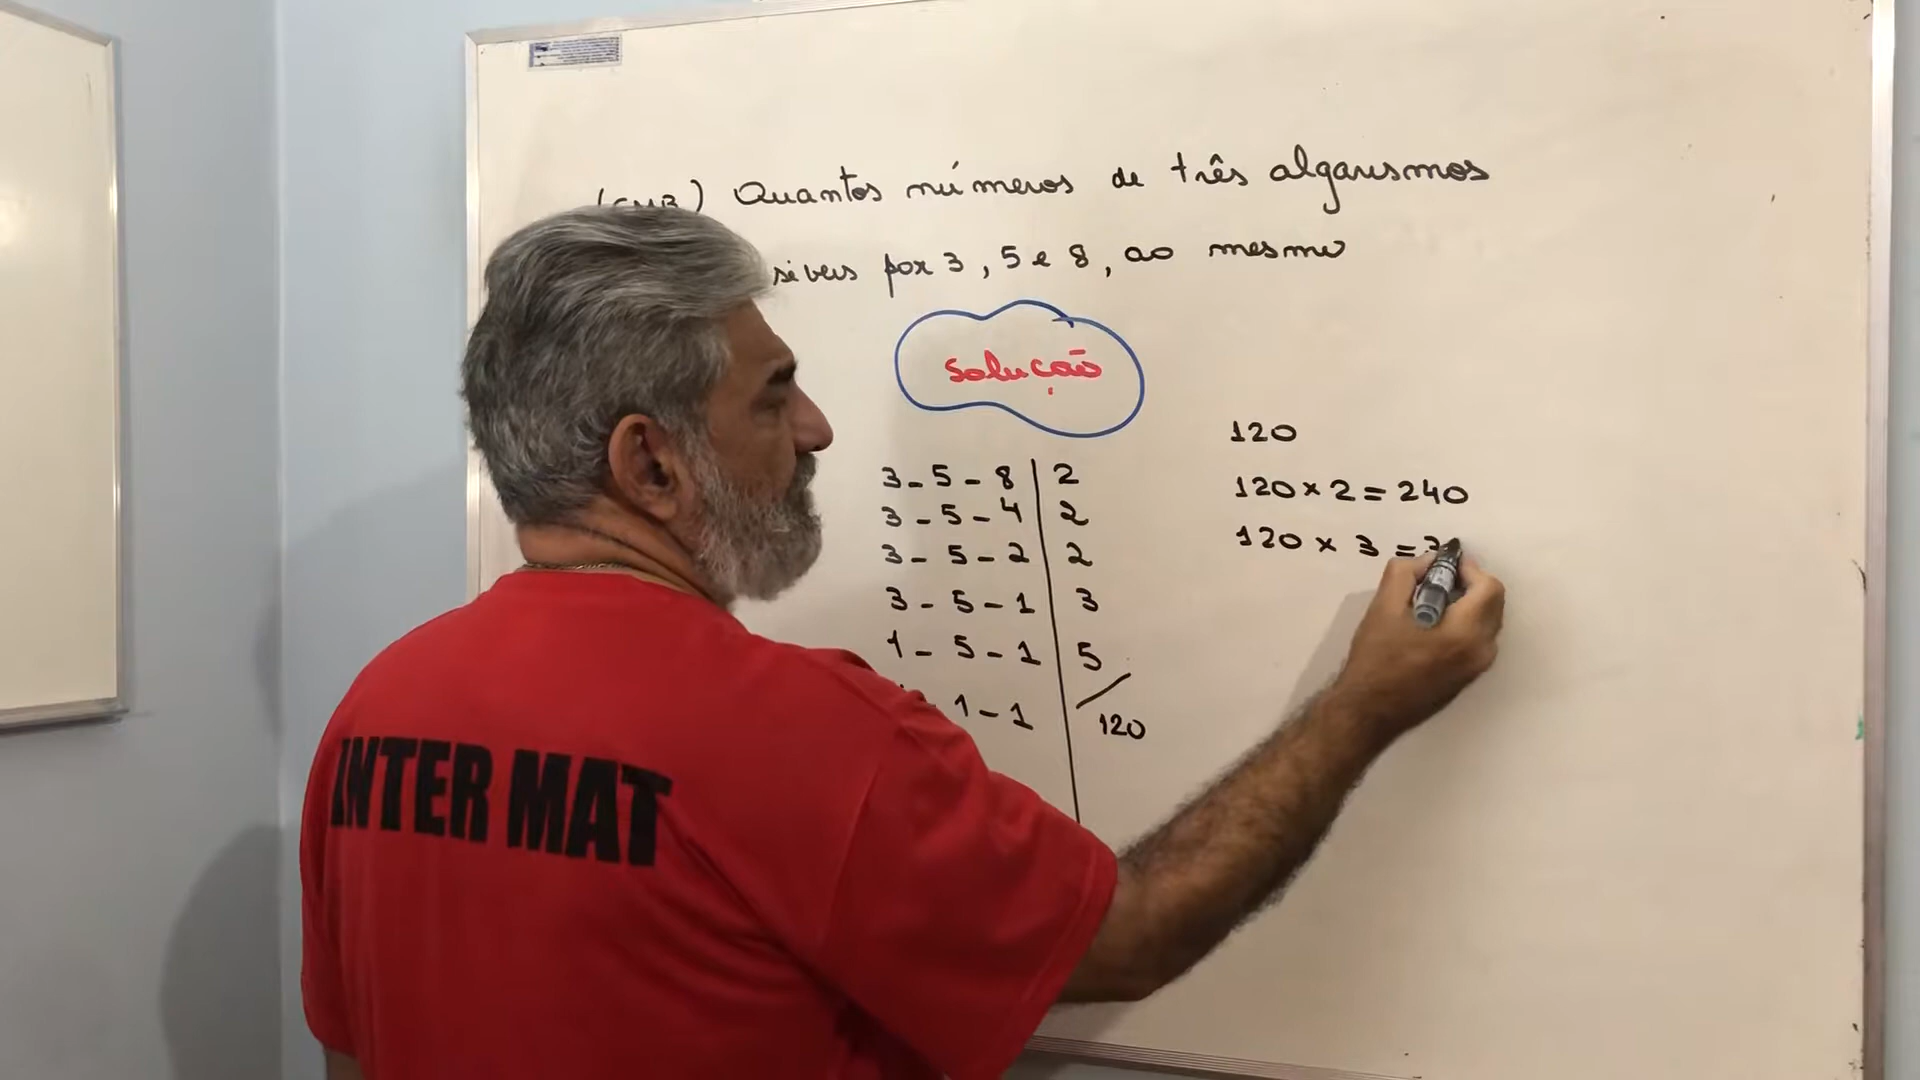 Quantos números de três algarismos
siveis por 3, 5 e 8, ao mesmo
Solução
3 - 5 - 8 | 2
3 - 5 - 4 | 2
3 - 5 - 2 | 2
3 - 5 - 1 | 3
1 - 5 - 1 | 5
1 - 1 | 120
120
120 x 2 = 240
120 x 3 = 3
INTER MAT